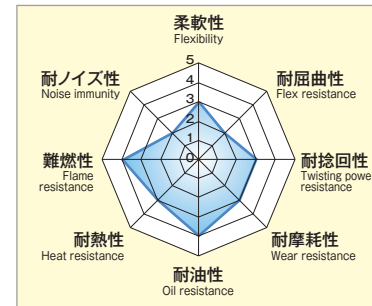 柔軟性
Flexibility
5
4
3
2
1
0
耐屈曲性
Flex resistance
耐捻回性
Twisting power
resistance
耐摩耗性
Wear resistance
耐油性
Oil resistance
耐熱性
Heat resistance
難燃性
Flame
resistance
耐ノイズ性
Noise immunity